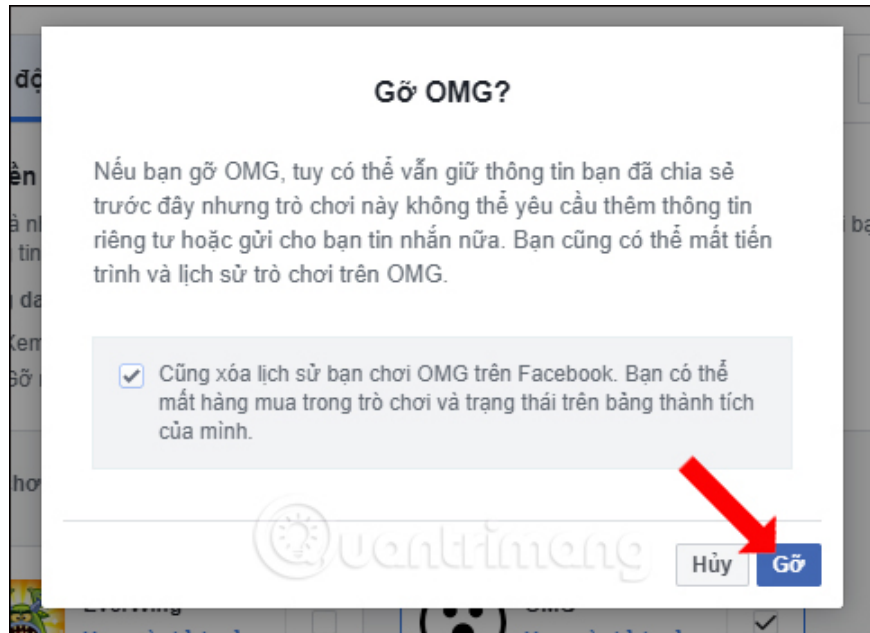 Gỡ OMG?
Nếu bạn gỡ OMG, tuy có thể vẫn giữ thông tin bạn đã chia sẻ
trước đây nhưng trò chơi này không thể yêu cầu thêm thông tin
riêng tư hoặc gửi cho bạn tin nhắn nữa. Bạn cũng có thể mất tiến
trình và lịch sử trò chơi trên OMG.
Cũng xóa lịch sử bạn chơi OMG trên Facebook. Bạn có thể
mất hàng mua trong trò chơi và trạng thái trên bảng thành tích
của mình.
Quantrimang
Hủy Gỡ